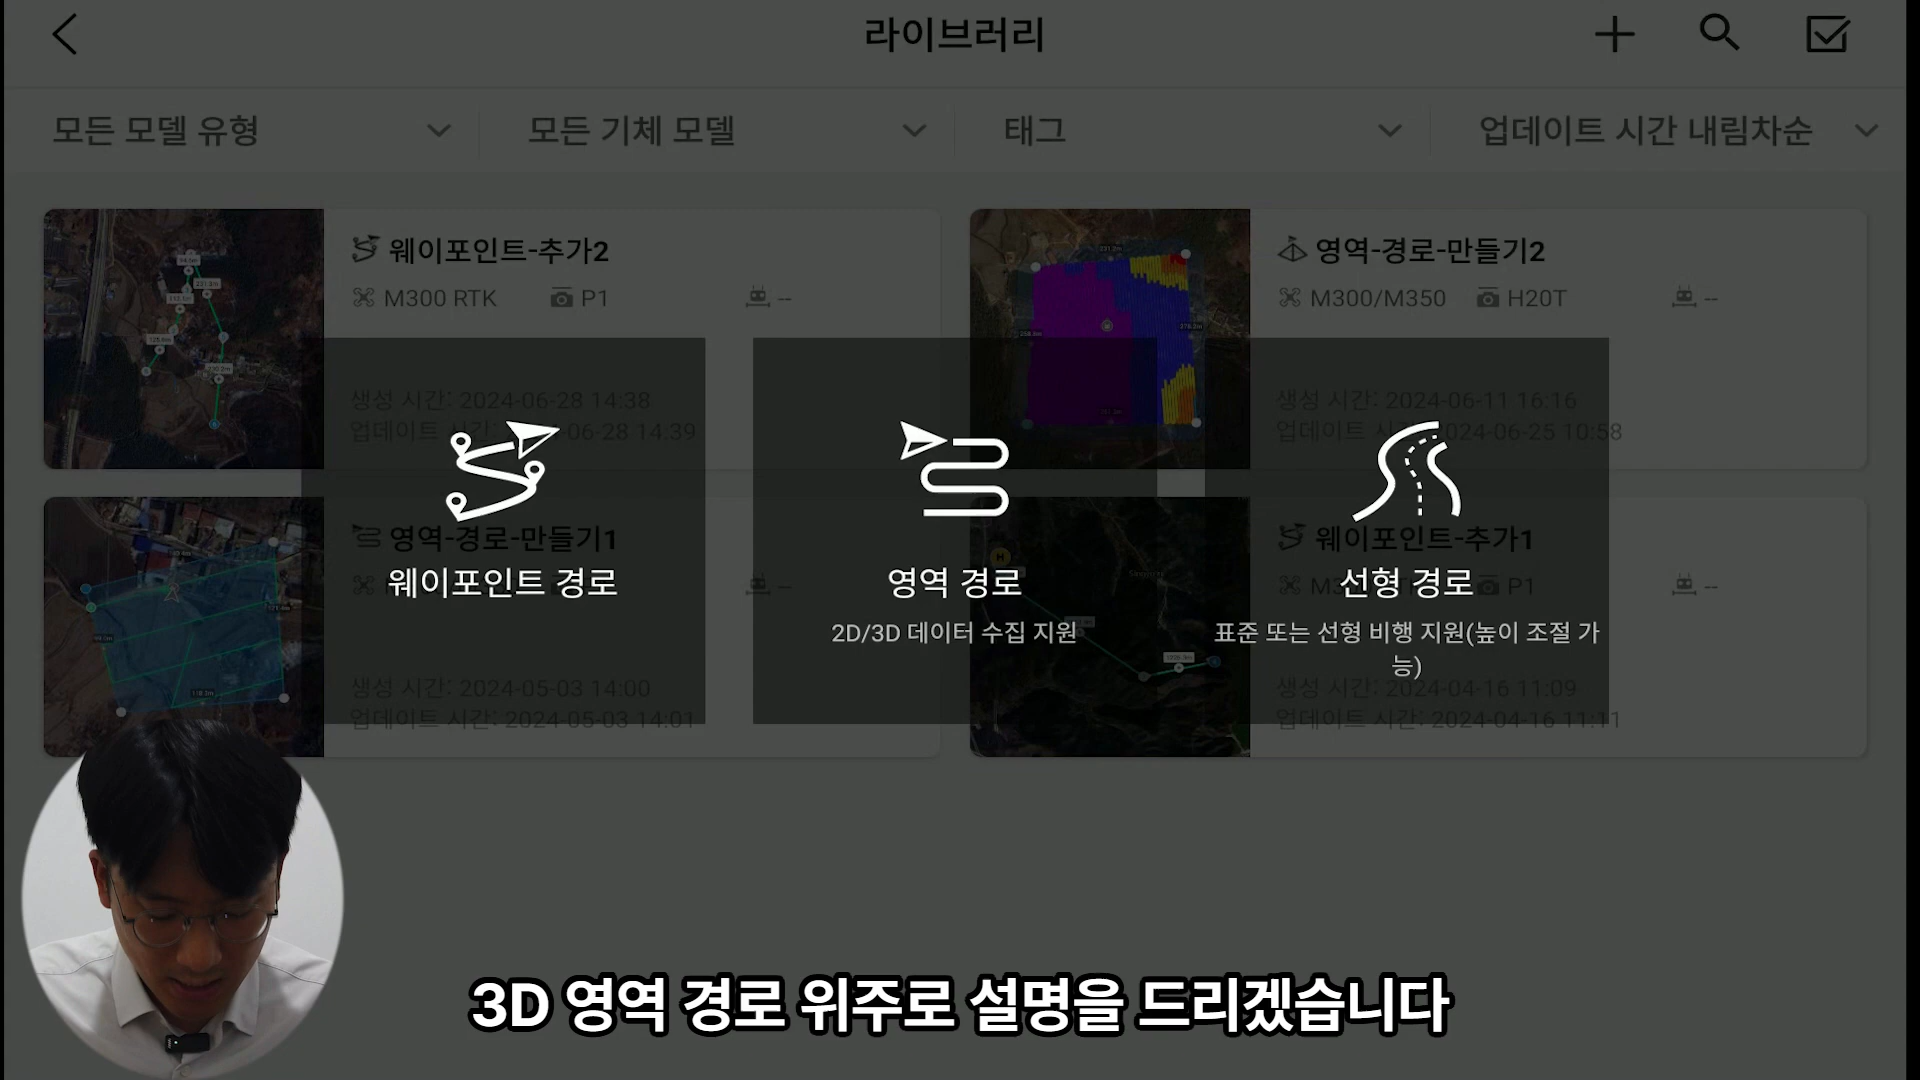 라이브러리
모든 모델 유형
모든 기체 모델
태그
업데이트 시간 내림차순
웨이포인트-추가2
M300 RTK
P1
--
생성 시간: 2024-06-28 14:38
업데이트 시간: -06-28 14:39
영역-경로-만들기2
M300/M350
H20T
--
생성 시간: 2024-06-11 16:16
업데이트 2024-06-25 10:58
영역-경로-만들기1
--
생성 시간: 2024-05-03 14:00
업데이트 시간: 2024-05-03 14:01
웨이포인트-추가1
P1
--
생성 시간: 2024-04-16 11:09
업데이트 시간: 2024-04-16 11:11
웨이포인트 경로
영역 경로
2D/3D 데이터 수집 지원
선형 경로
표준 또는 선형 비행 지원(높이 조절 가
능)
3D 영역 경로 위주로 설명을 드리겠습니다